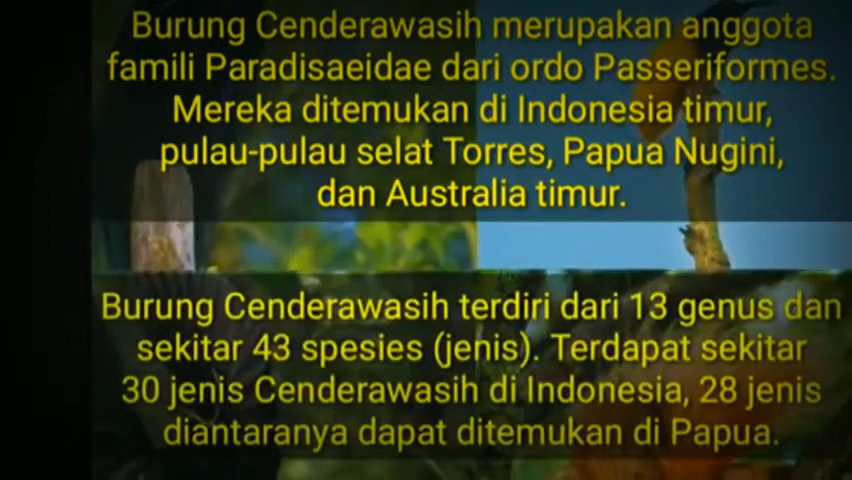 Burung Cenderawasih merupakan anggota
famili Paradisaeidae dari ordo Passeriformes.
Mereka ditemukan di Indonesia timur,
pulau-pulau selat Torres, Papua Nugini,
dan Australia timur.
Burung Cenderawasih terdiri dari 13 genus dan
sekitar 43 spesies (jenis). Terdapat sekitar
30 jenis Cenderawasih di Indonesia, 28 jenis
diantaranya dapat ditemukan di Papua.